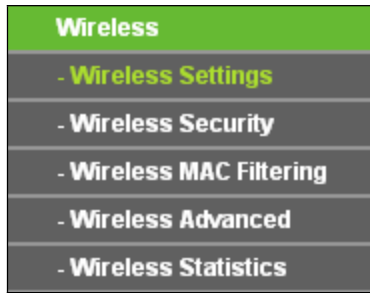 Wireless
- Wireless Settings
- Wireless Security
- Wireless MAC Filtering
- Wireless Advanced
- Wireless Statistics